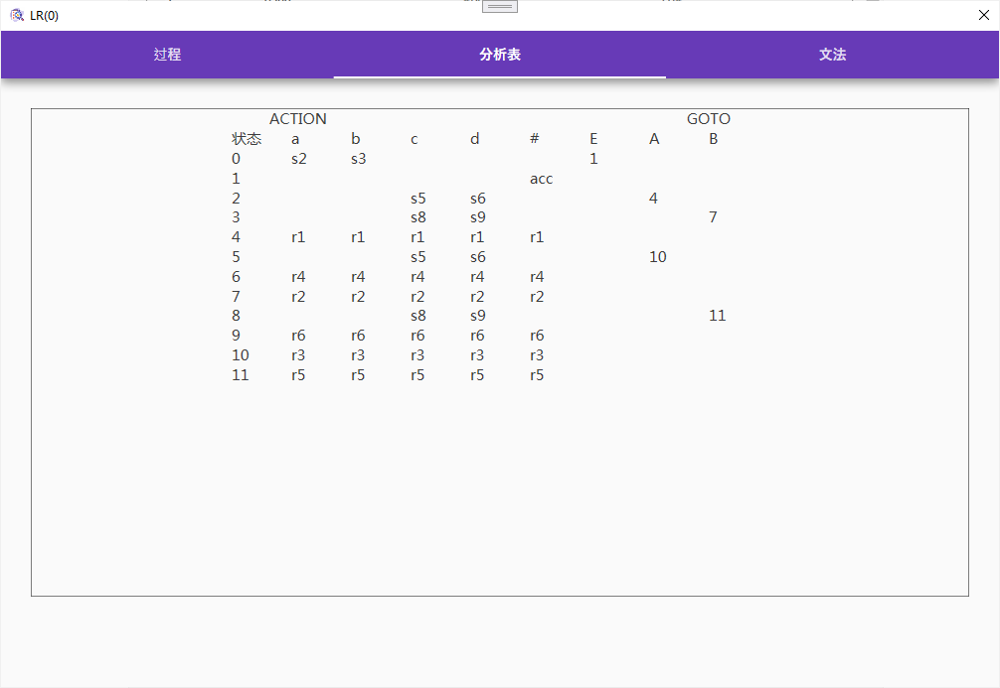 LR(0)
过程 分析表 文法
ACTION GOTO
状态 a b c d # E A B
0 s2 s3 1
1 acc
2 s5 s6 4
3 s8 s9 7
4 r1 r1 r1 r1 r1
5 s5 s6 10
6 r4 r4 r4 r4 r4
7 r2 r2 r2 r2 r2
8 s8 s9 11
9 r6 r6 r6 r6 r6
10 r3 r3 r3 r3 r3
11 r5 r5 r5 r5 r5